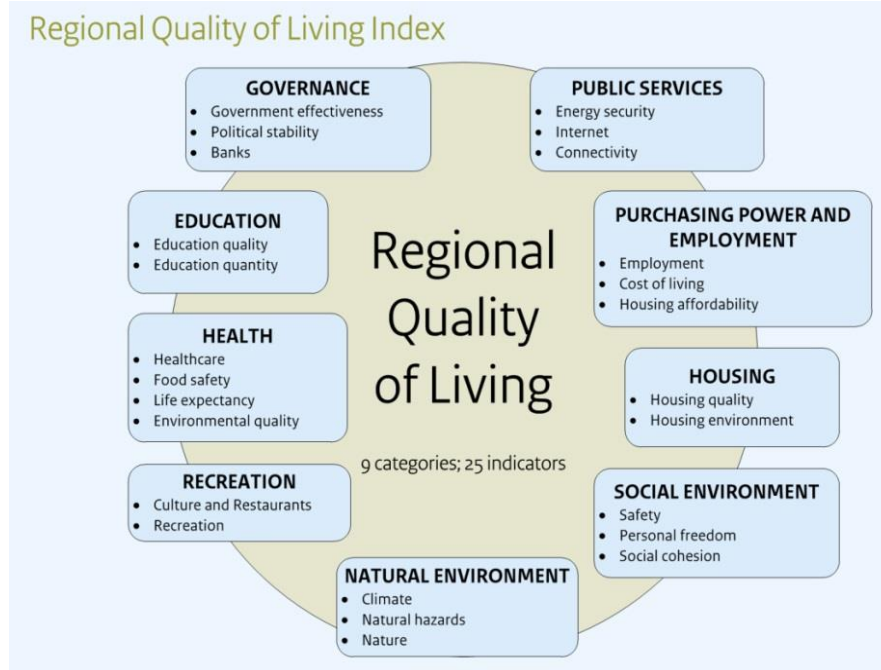 Regional Quality of Living Index
GOVERNANCE
• Government effectiveness
• Political stability
• Banks
PUBLIC SERVICES
• Energy security
• Internet
• Connectivity
EDUCATION
• Education quality
• Education quantity
PURCHASING POWER AND
EMPLOYMENT
• Employment
• Cost of living
• Housing affordability
Regional
Quality
of Living
9 categories; 25 indicators
HEALTH
• Healthcare
• Food safety
• Life expectancy
• Environmental quality
HOUSING
• Housing quality
• Housing environment
RECREATION
• Culture and Restaurants
• Recreation
SOCIAL ENVIRONMENT
• Safety
• Personal freedom
• Social cohesion
NATURAL ENVIRONMENT
• Climate
• Natural hazards
• Nature